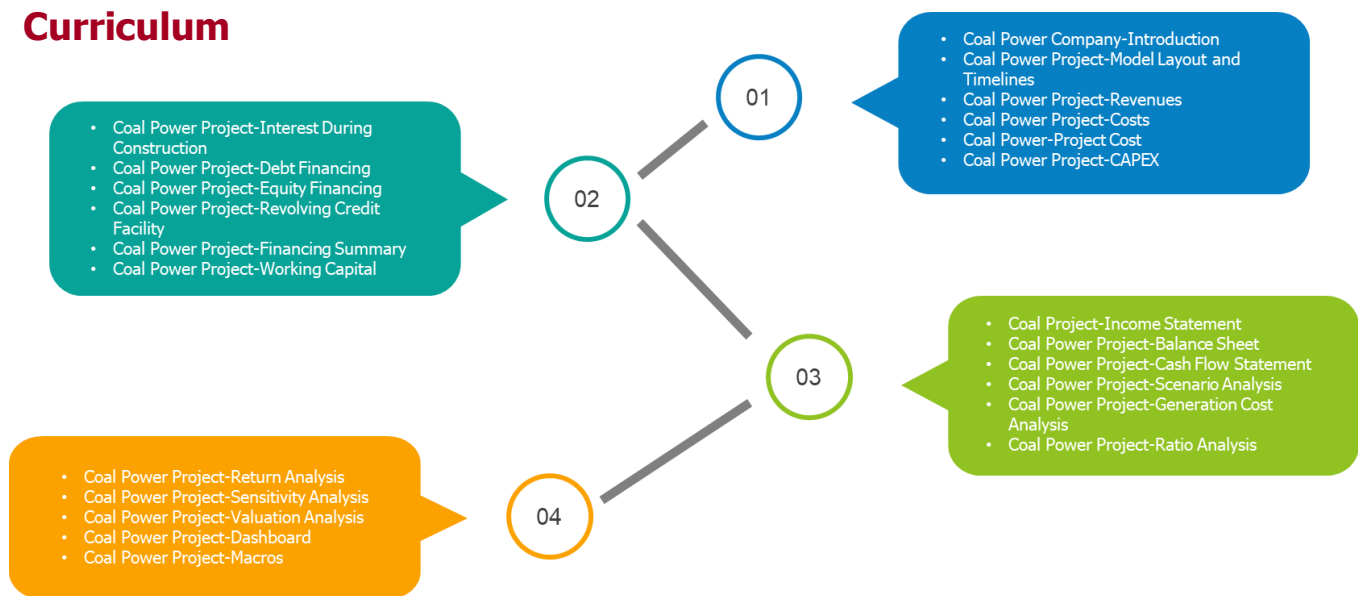 Curriculum
01
• Coal Power Company-Introduction
• Coal Power Project-Model Layout and
Timelines
• Coal Power Project-Revenues
• Coal Power Project-Costs
• Coal Power-Project Cost
• Coal Power Project-CAPEX
02
• Coal Power Project-Interest During
Construction
• Coal Power Project-Debt Financing
• Coal Power Project-Equity Financing
• Coal Power Project-Revolving Credit
Facility
• Coal Power Project-Financing Summary
• Coal Power Project-Working Capital
03
• Coal Project-Income Statement
• Coal Power Project-Balance Sheet
• Coal Power Project-Cash Flow Statement
• Coal Power Project-Scenario Analysis
• Coal Power Project-Generation Cost
Analysis
• Coal Power Project-Ratio Analysis
04
• Coal Power Project-Return Analysis
• Coal Power Project-Sensitivity Analysis
• Coal Power Project-Valuation Analysis
• Coal Power Project-Dashboard
• Coal Power Project-Macros